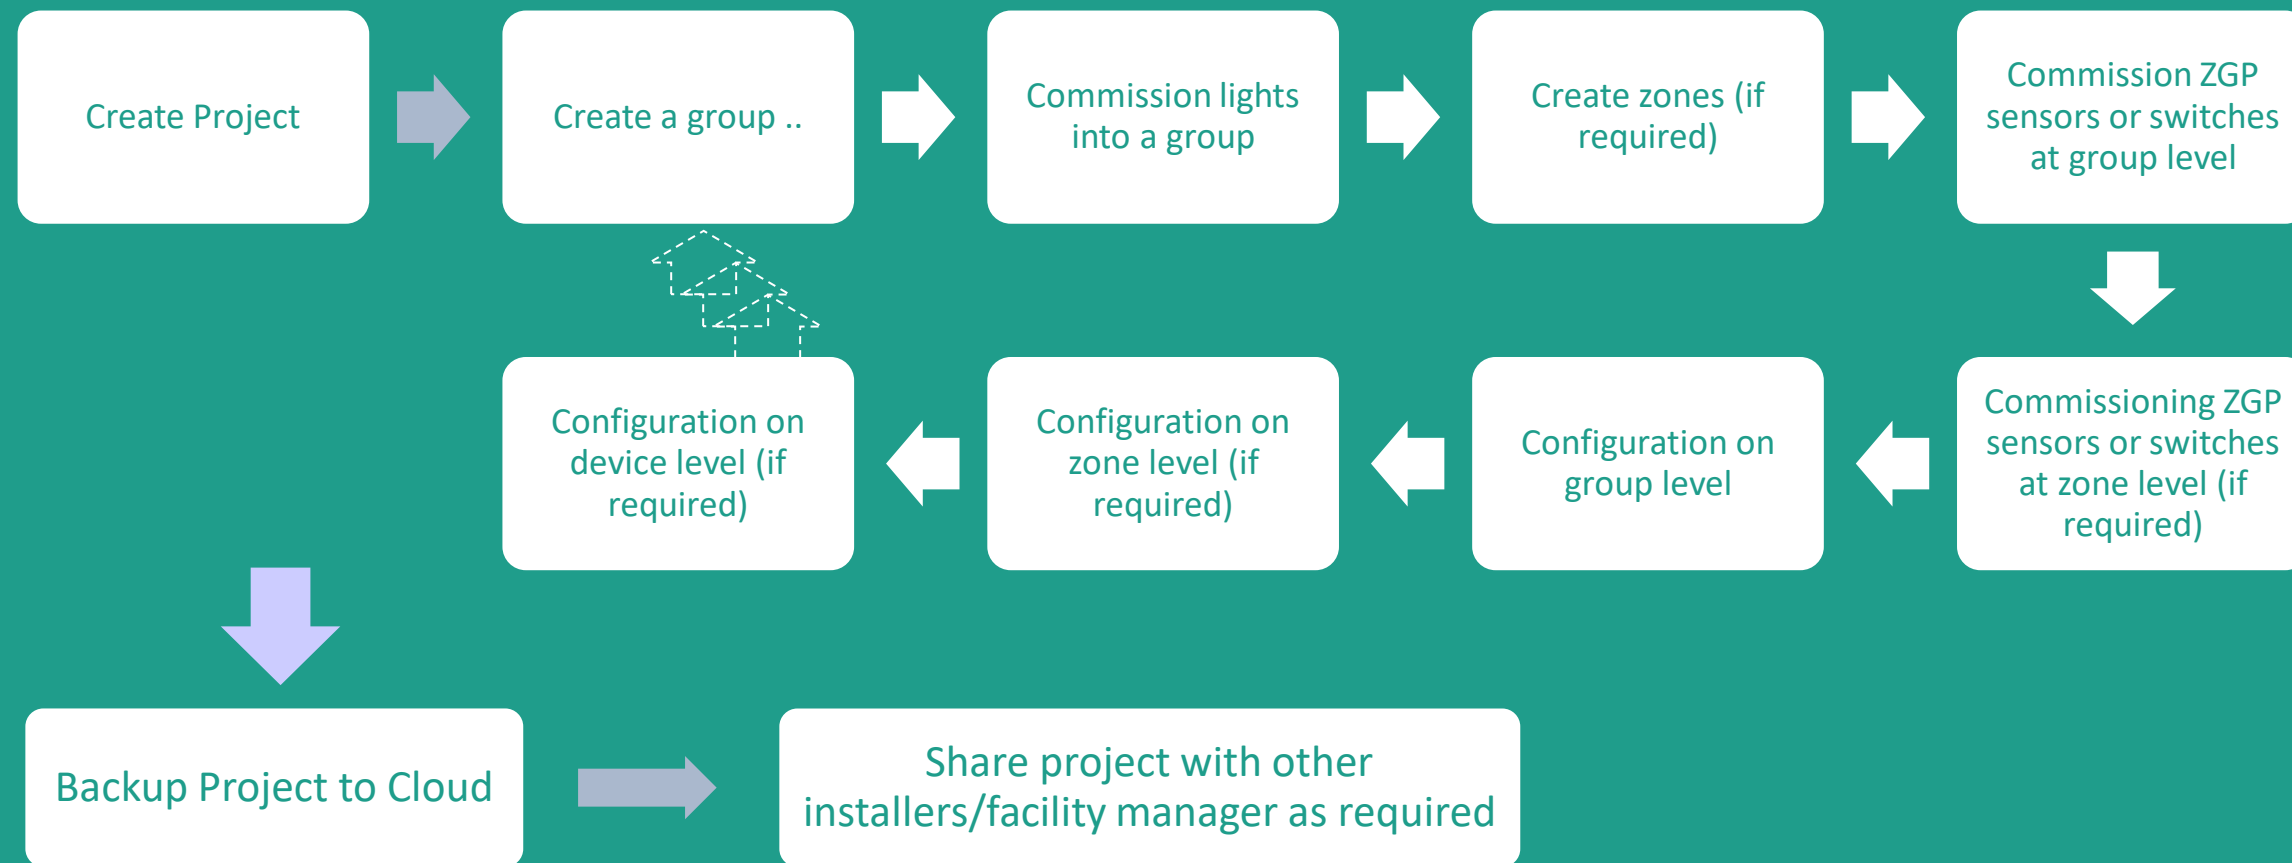 Create Project
Create a group ..
Commission lights
into a group
Create zones (if
required)
Commission ZGP
sensors or switches
at group level
Commissioning ZGP
sensors or switches
at zone level (if
required)
Configuration on
group level
Configuration on
zone level (if
required)
Configuration on
device level (if
required)
Backup Project to Cloud
Share project with other
installers/facility manager as required